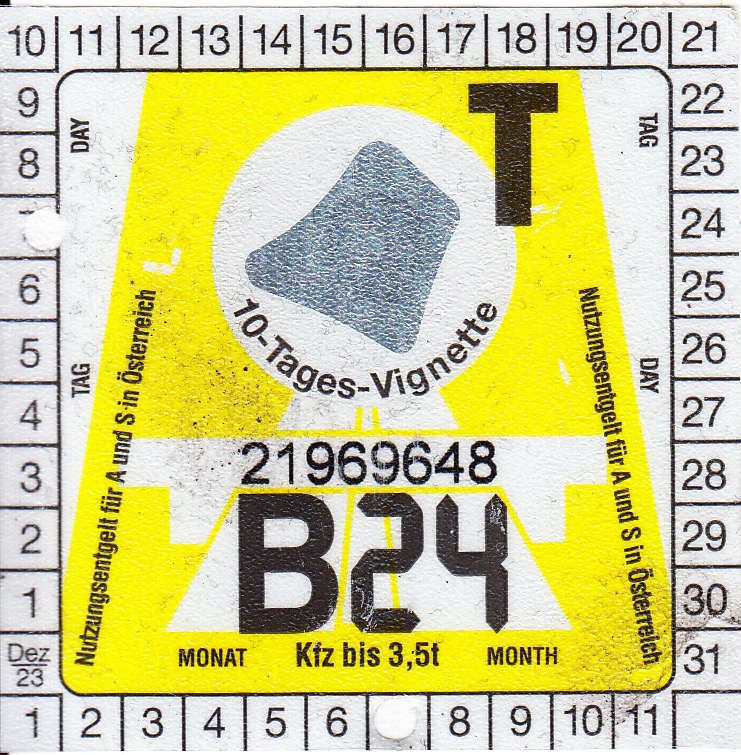 10 11 12 13 14 15 16 17 18 19 20 21
9 22
8 23
24
6 25
5 26
4 27
3 28
2 29
1 30
Dez
23
31
1 2 3 4 5 6 8 9 10 11
DAY
TAG
T
TAG
DAY
10-Tages-Vignette
Nutzungsentgelt für A und S in Österreich
Nutzungsentgelt für A und S in Österreich
21969648
B24
MONAT Kfz bis 3,5t MONTH